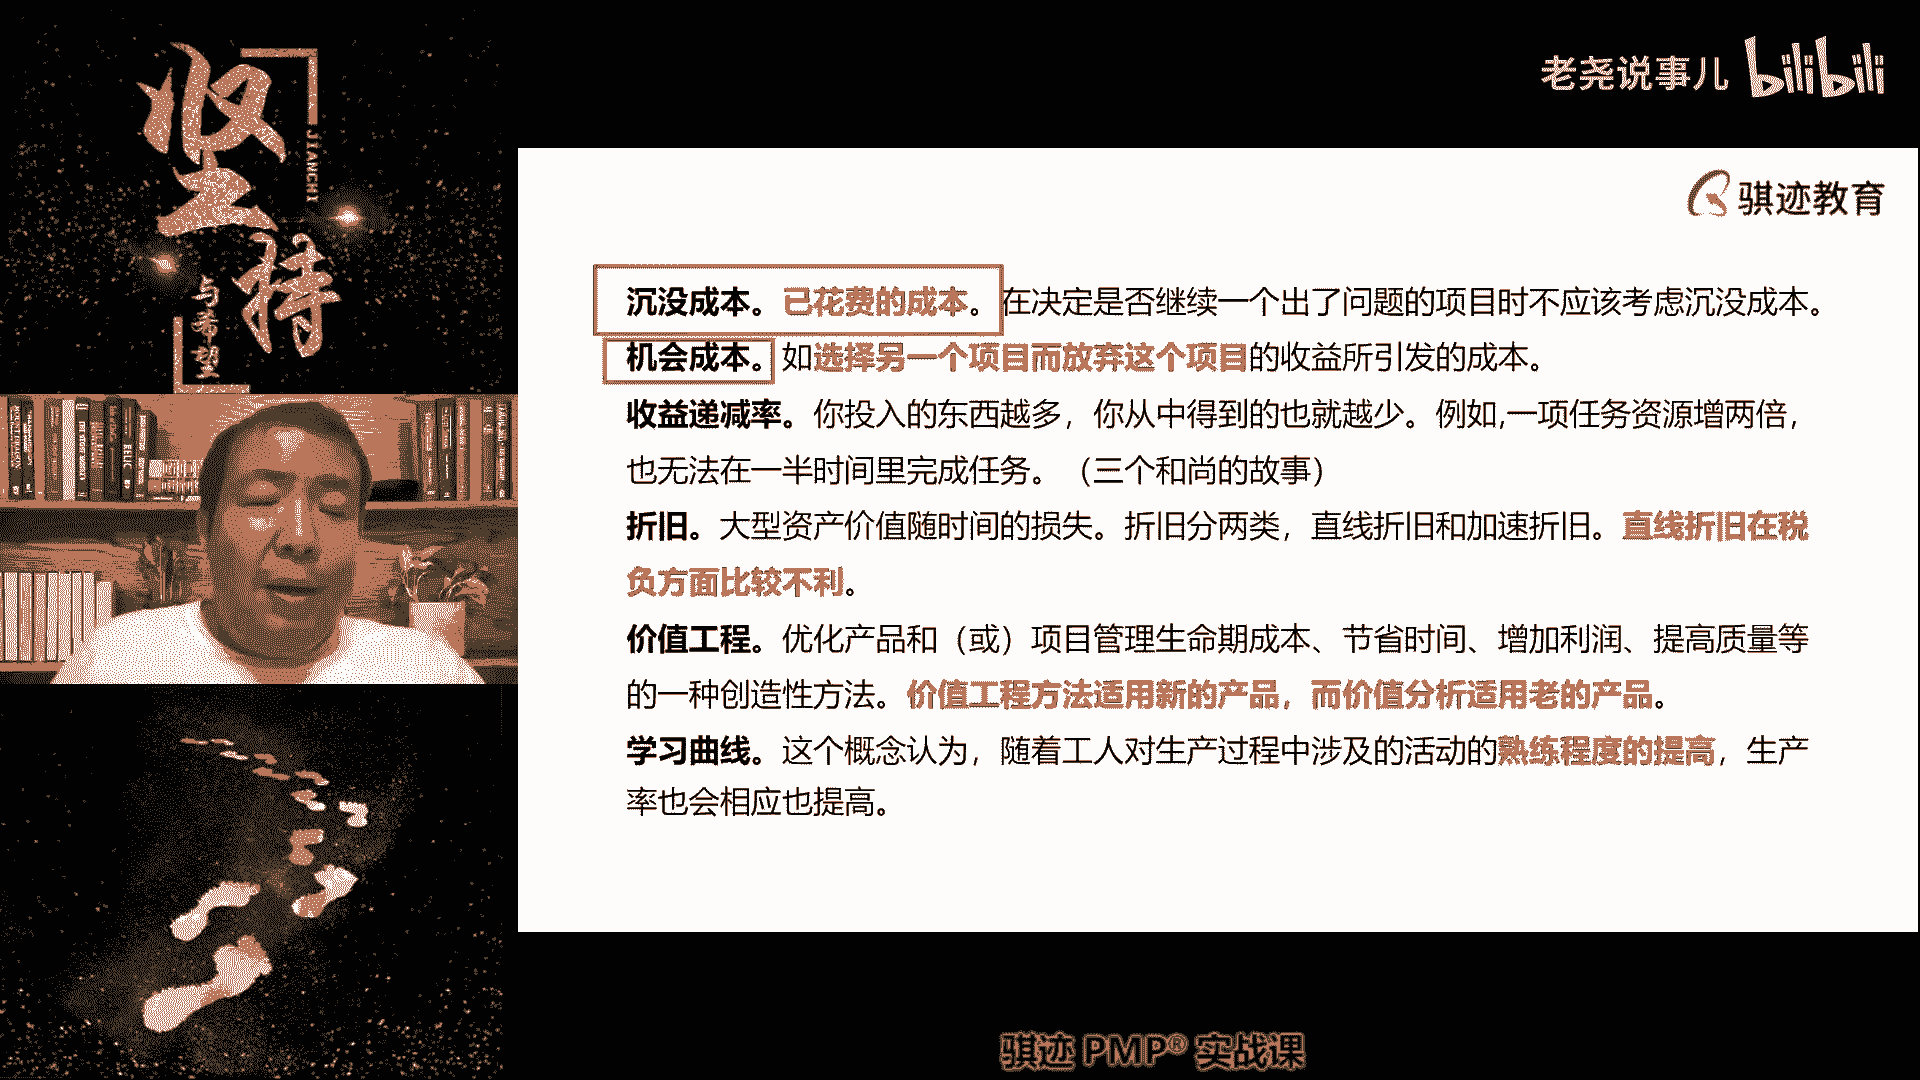 坚持
JIANCHI
与希望
老尧说事儿 bilibili
骐迹教育
沉没成本。已花费的成本。在决定是否继续一个出了问题的项目时不应该考虑沉没成本。
机会成本。如选择另一个项目而放弃这个项目的收益所引发的成本。
收益递减率。你投入的东西越多，你从中得到的也就越少。例如,一项任务资源增两倍，
也无法在一半时间里完成任务。（三个和尚的故事）
折旧。大型资产价值随时间的损失。折旧分两类，直线折旧和加速折旧。直线折旧在税
负方面比较不利。
价值工程。优化产品和（或）项目管理生命期成本、节省时间、增加利润、提高质量等
的一种创造性方法。价值工程方法适用新的产品，而价值分析适用老的产品。
学习曲线。这个概念认为，随着工人对生产过程中涉及的活动的熟练程度的提高，生产
率也会相应也提高。
骐迹 PMP® 实战课